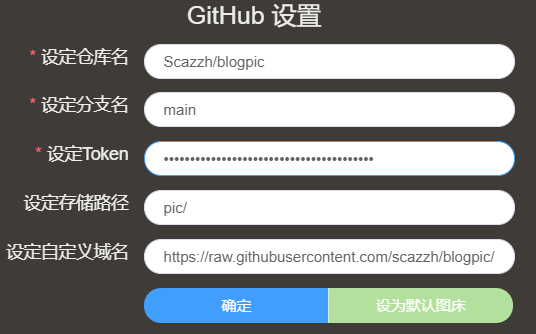 GitHub 设置
* 设定仓库名 Scazzh/blogpic
* 设定分支名 main
* 设定Token ••••••••••••••••••••••••••••••••••••••••
设定存储路径 pic/
设定自定义域名 https://raw.githubusercontent.com/scazzh/blogpic/
确定 设为默认图床